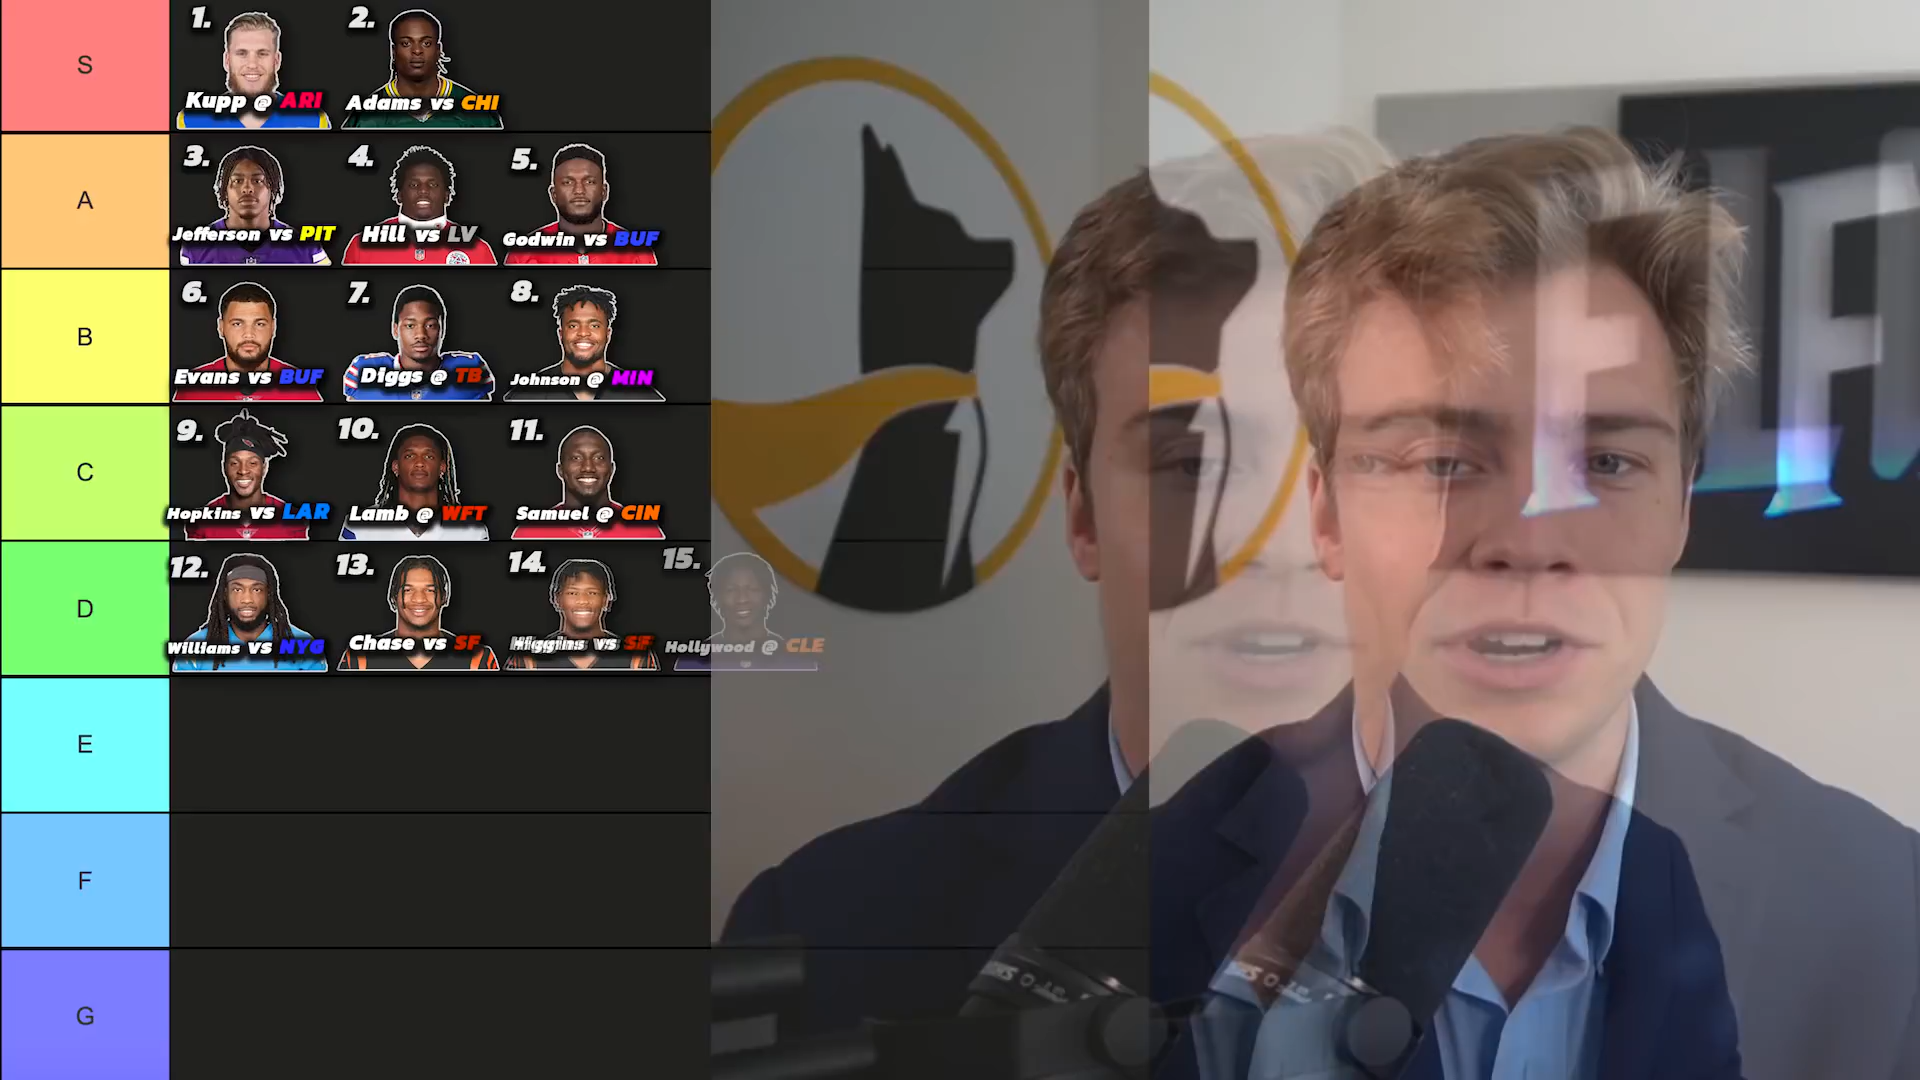 S
1.
2.
Kupp @ ARI
Adams vs CHI
A
3.
4.
5.
Jefferson vs PIT
Hill vs LV
Godwin vs BUF
B
6.
7.
8.
Evans vs BUF
Diggs @ TB
Johnson @ MIN
C
9.
10.
11.
Hopkins vs LAR
Lamb @ WFT
Samuel @ CIN
D
12.
13.
14.
15.
Williams vs NYG
Chase vs SF
Higgins vs SF
Hollywood @ CLE
E
F
G